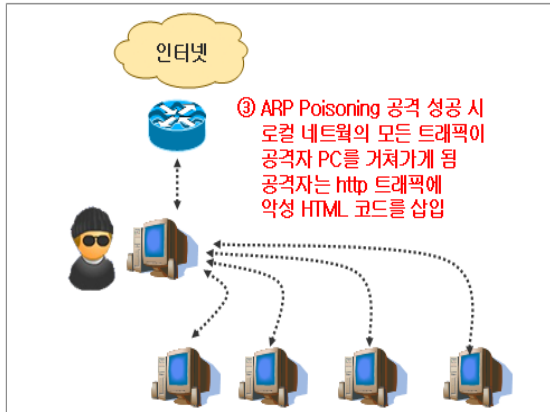 인터넷
③ ARP Poisoning 공격 성공 시
로컬 네트웍의 모든 트래픽이
공격자 PC를 거쳐가게 됨
공격자는 http 트래픽에
악성 HTML 코드를 삽입